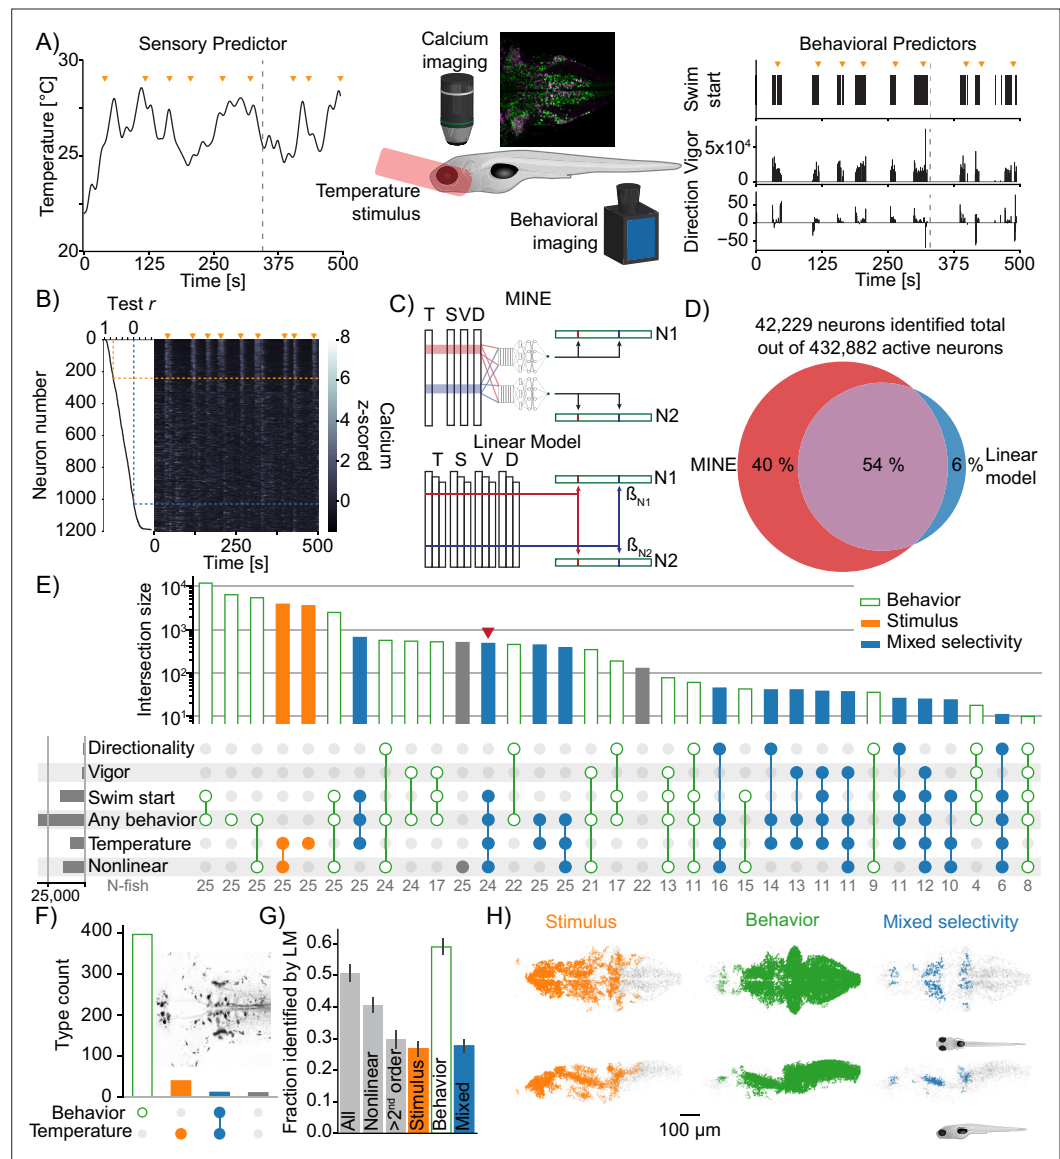 A)
Sensory Predictor
Temperature [°C]
30
25
20
0
125
250
375
500
Time [s]
Calcium
imaging
Temperature
stimulus
Behavioral
imaging
Behavioral Predictors
Swim
start
Vigor
5x10⁴
0
Direction
50
0
−50
0
125
250
375
500
Time [s]
B)
Test r
1 0
Neuron number
0
200
400
600
800
1000
1200
0
250
500
Time [s]
8
6
4
2
0
Calcium
z-scored
C)
MINE
T S V D
N1
N2
Linear Model
T S V D
N1
ßN1
ßN2
N2
D)
42,229 neurons identified total
out of 432,882 active neurons
MINE
40 %
54 %
6 %
Linear
model
E)
Intersection size
10⁴
10³
10²
10¹
Behavior
Stimulus
Mixed selectivity
Directionality
Vigor
Swim start
Any behavior
Temperature
Nonlinear
25,000
N-fish
25 25 25 25 25 25 25 24 24 17 25 24 22 25 25 21 17 22 13 11 16 15 14 13 11 11 9 11 12 10 4 6 8
F)
Type count
400
300
200
100
0
Behavior
Temperature
G)
Fraction identified by LM
0.6
0.5
0.4
0.3
0.2
0.1
0.0
All
Nonlinear
>2nd order
Stimulus
Behavior
Mixed
H)
Stimulus
Behavior
Mixed selectivity
100 µm